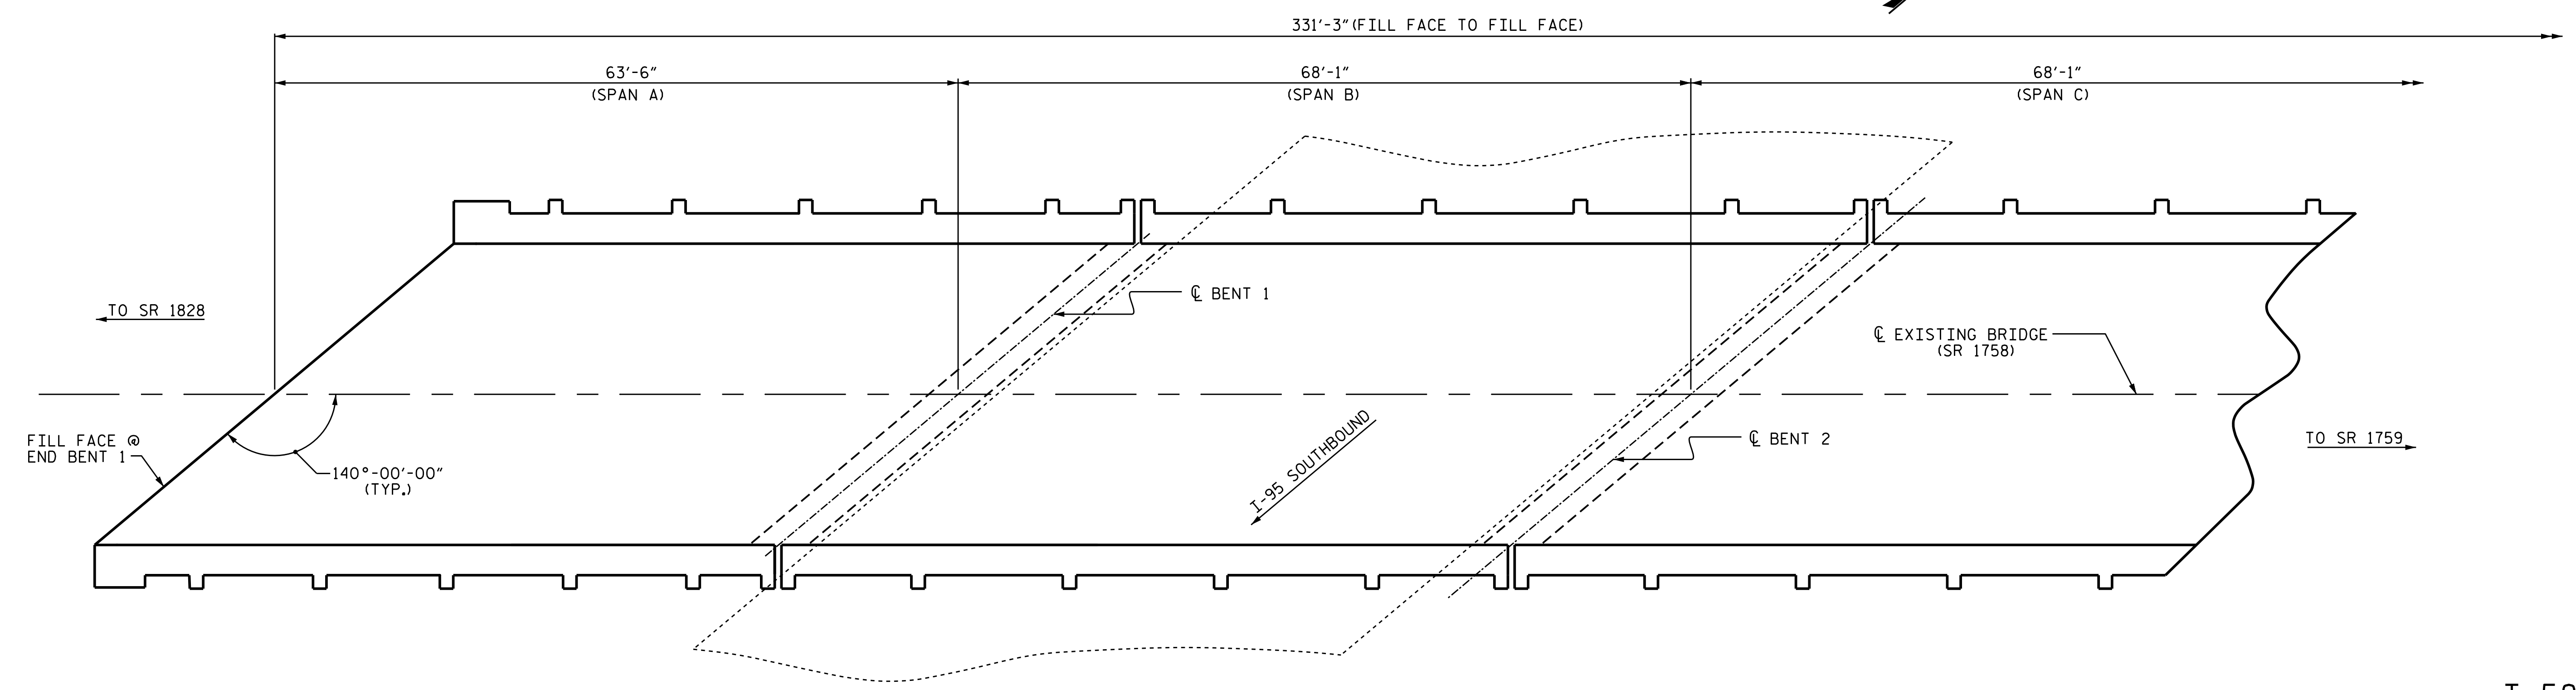 331'-3" (FILL FACE TO FILL FACE)
63'-6"
(SPAN A)
68'-1"
(SPAN B)
68'-1"
(SPAN C)
℄ BENT 1
TO SR 1828
℄ EXISTING BRIDGE
(SR 1758)
FILL FACE @
END BENT 1
140°-00'-00"
(TYP.)
I-95 SOUTHBOUND
℄ BENT 2
TO SR 1759